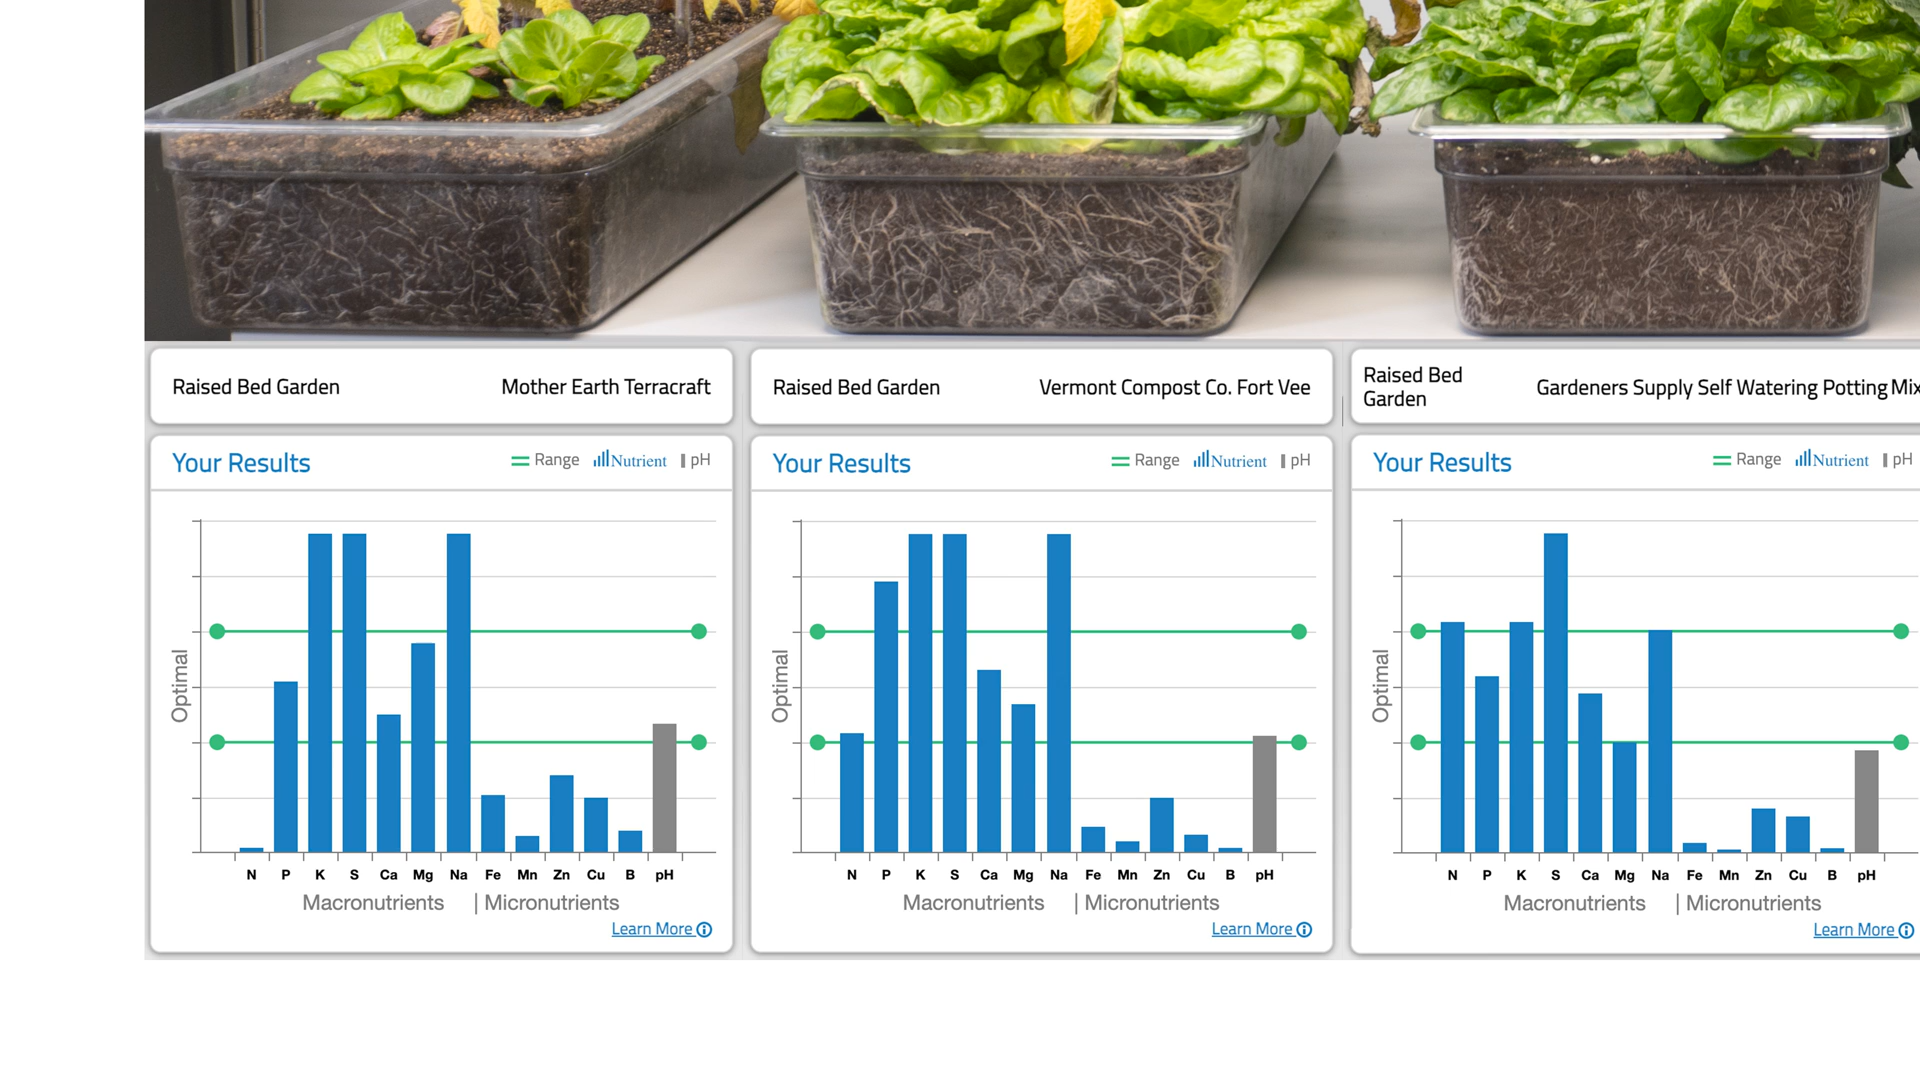 Raised Bed Garden Mother Earth Terracraft
Your Results Range Nutrient pH
Optimal
N P K S Ca Mg Na Fe Mn Zn Cu B pH
Macronutrients | Micronutrients
Learn More
Raised Bed Garden Vermont Compost Co. Fort Vee
Your Results Range Nutrient pH
Optimal
N P K S Ca Mg Na Fe Mn Zn Cu B pH
Macronutrients | Micronutrients
Learn More
Raised Bed
Garden
Gardeners Supply Self Watering Potting Mix
Your Results Range Nutrient pH
Optimal
N P K S Ca Mg Na Fe Mn Zn Cu B pH
Macronutrients | Micronutrients
Learn More